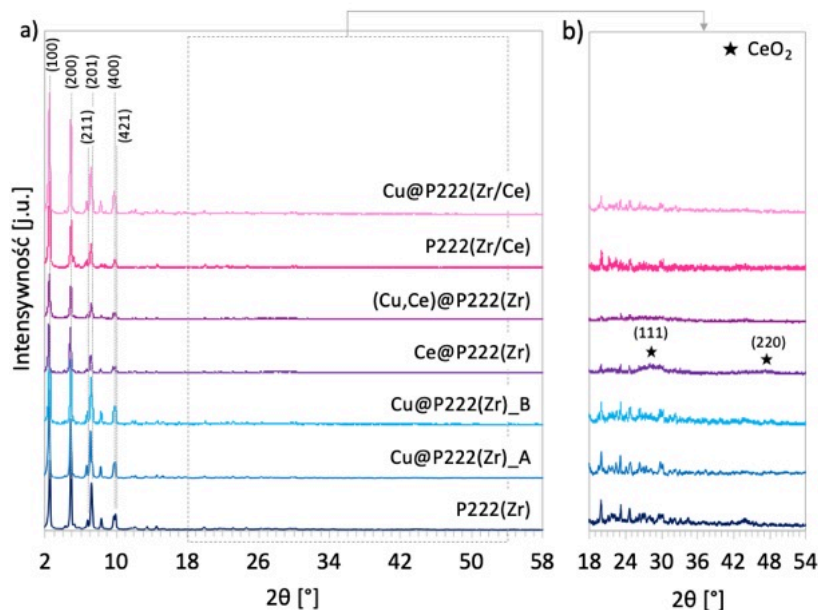 a)
(100)
(200)
(201)
(400)
(211)
(421)
Cu@P222(Zr/Ce)
P222(Zr/Ce)
(Cu,Ce)@P222(Zr)
Ce@P222(Zr)
Cu@P222(Zr)_B
Cu@P222(Zr)_A
P222(Zr)
Intensywność [j.u.]
2 10 18 26 34 42 50 58
2θ [°]
b)
★ CeO₂
(111)
★
(220)
★
18 24 30 36 42 48 54
2θ [°]